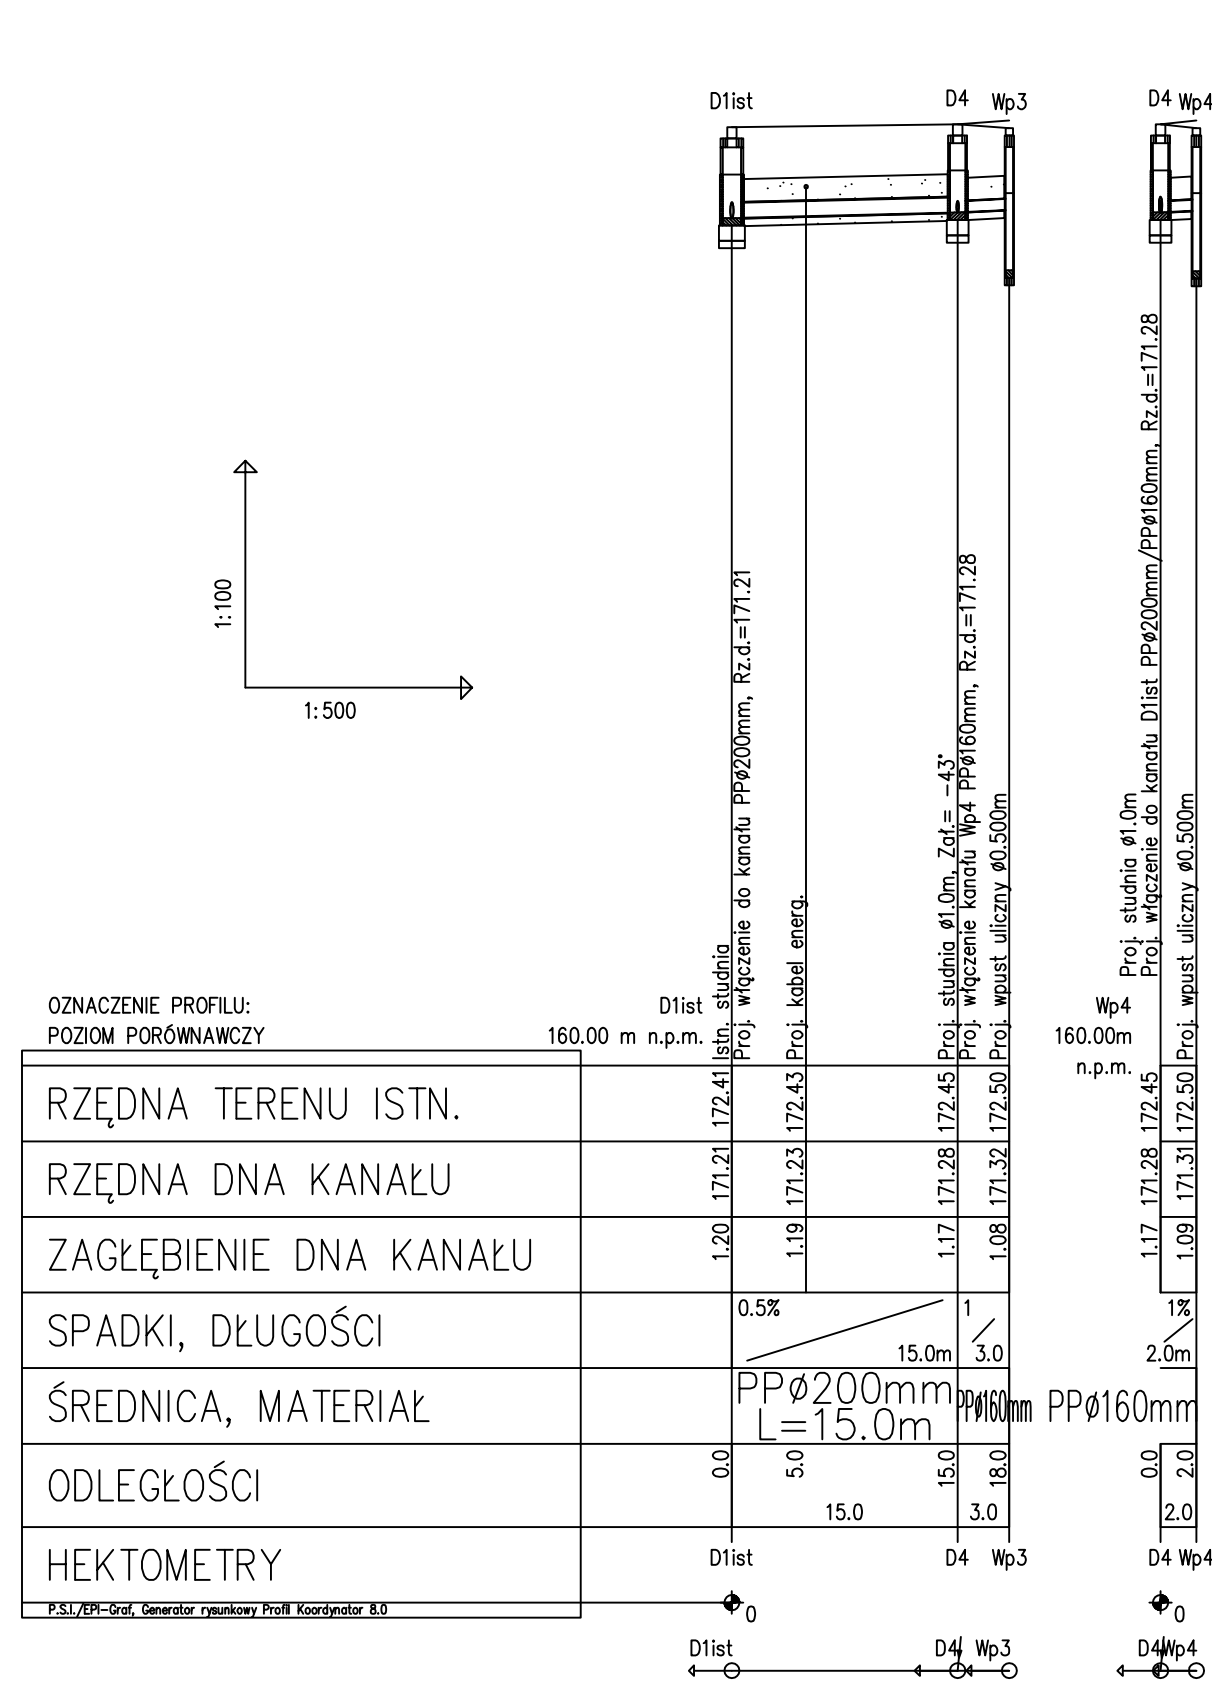 D1ist D4 Wp3 D4 Wp4
1:100
1:500
Istn. studnia
Proj. włączenie do kanału PPø200mm, Rz.d.=171.21
Proj. kabel energ.
Proj. studnia ø1.0m, Zał.= -43°
Proj. włączenie kanału Wp4 PPø160mm, Rz.d.=171.28
Proj. wpust uliczny ø0.500m
Proj. studnia ø1.0m
Proj. włączenie do kanału D1ist PPø200mm/PPø160mm, Rz.d.=171.28
Proj. wpust uliczny ø0.500m
OZNACZENIE PROFILU: D1ist Wp4
POZIOM PORÓWNAWCZY 160.00 m n.p.m. 160.00m
n.p.m.
RZĘDNA TERENU ISTN. 172.41 172.43 172.45 172.50 172.45 172.50
RZĘDNA DNA KANAŁU 171.21 171.23 171.28 171.32 171.28 171.31
ZAGŁĘBIENIE DNA KANAŁU 1.20 1.19 1.17 1.08 1.17 1.09
0.5% 1 1%
SPADKI, DŁUGOŚCI 15.0m 3.0 2.0m
ŚREDNICA, MATERIAŁ PPø200mm PPø160mm PPø160mm
L=15.0m
ODLEGŁOŚCI 0.0 5.0 15.0 18.0 0.0 2.0
15.0 3.0 2.0
HEKTOMETRY D1ist D4 Wp3 D4 Wp4
P.S.I./EPI-Graf, Generator rysunkowy Profil Koordynator 8.0 0 0
D1ist D4 Wp3 D4 Wp4